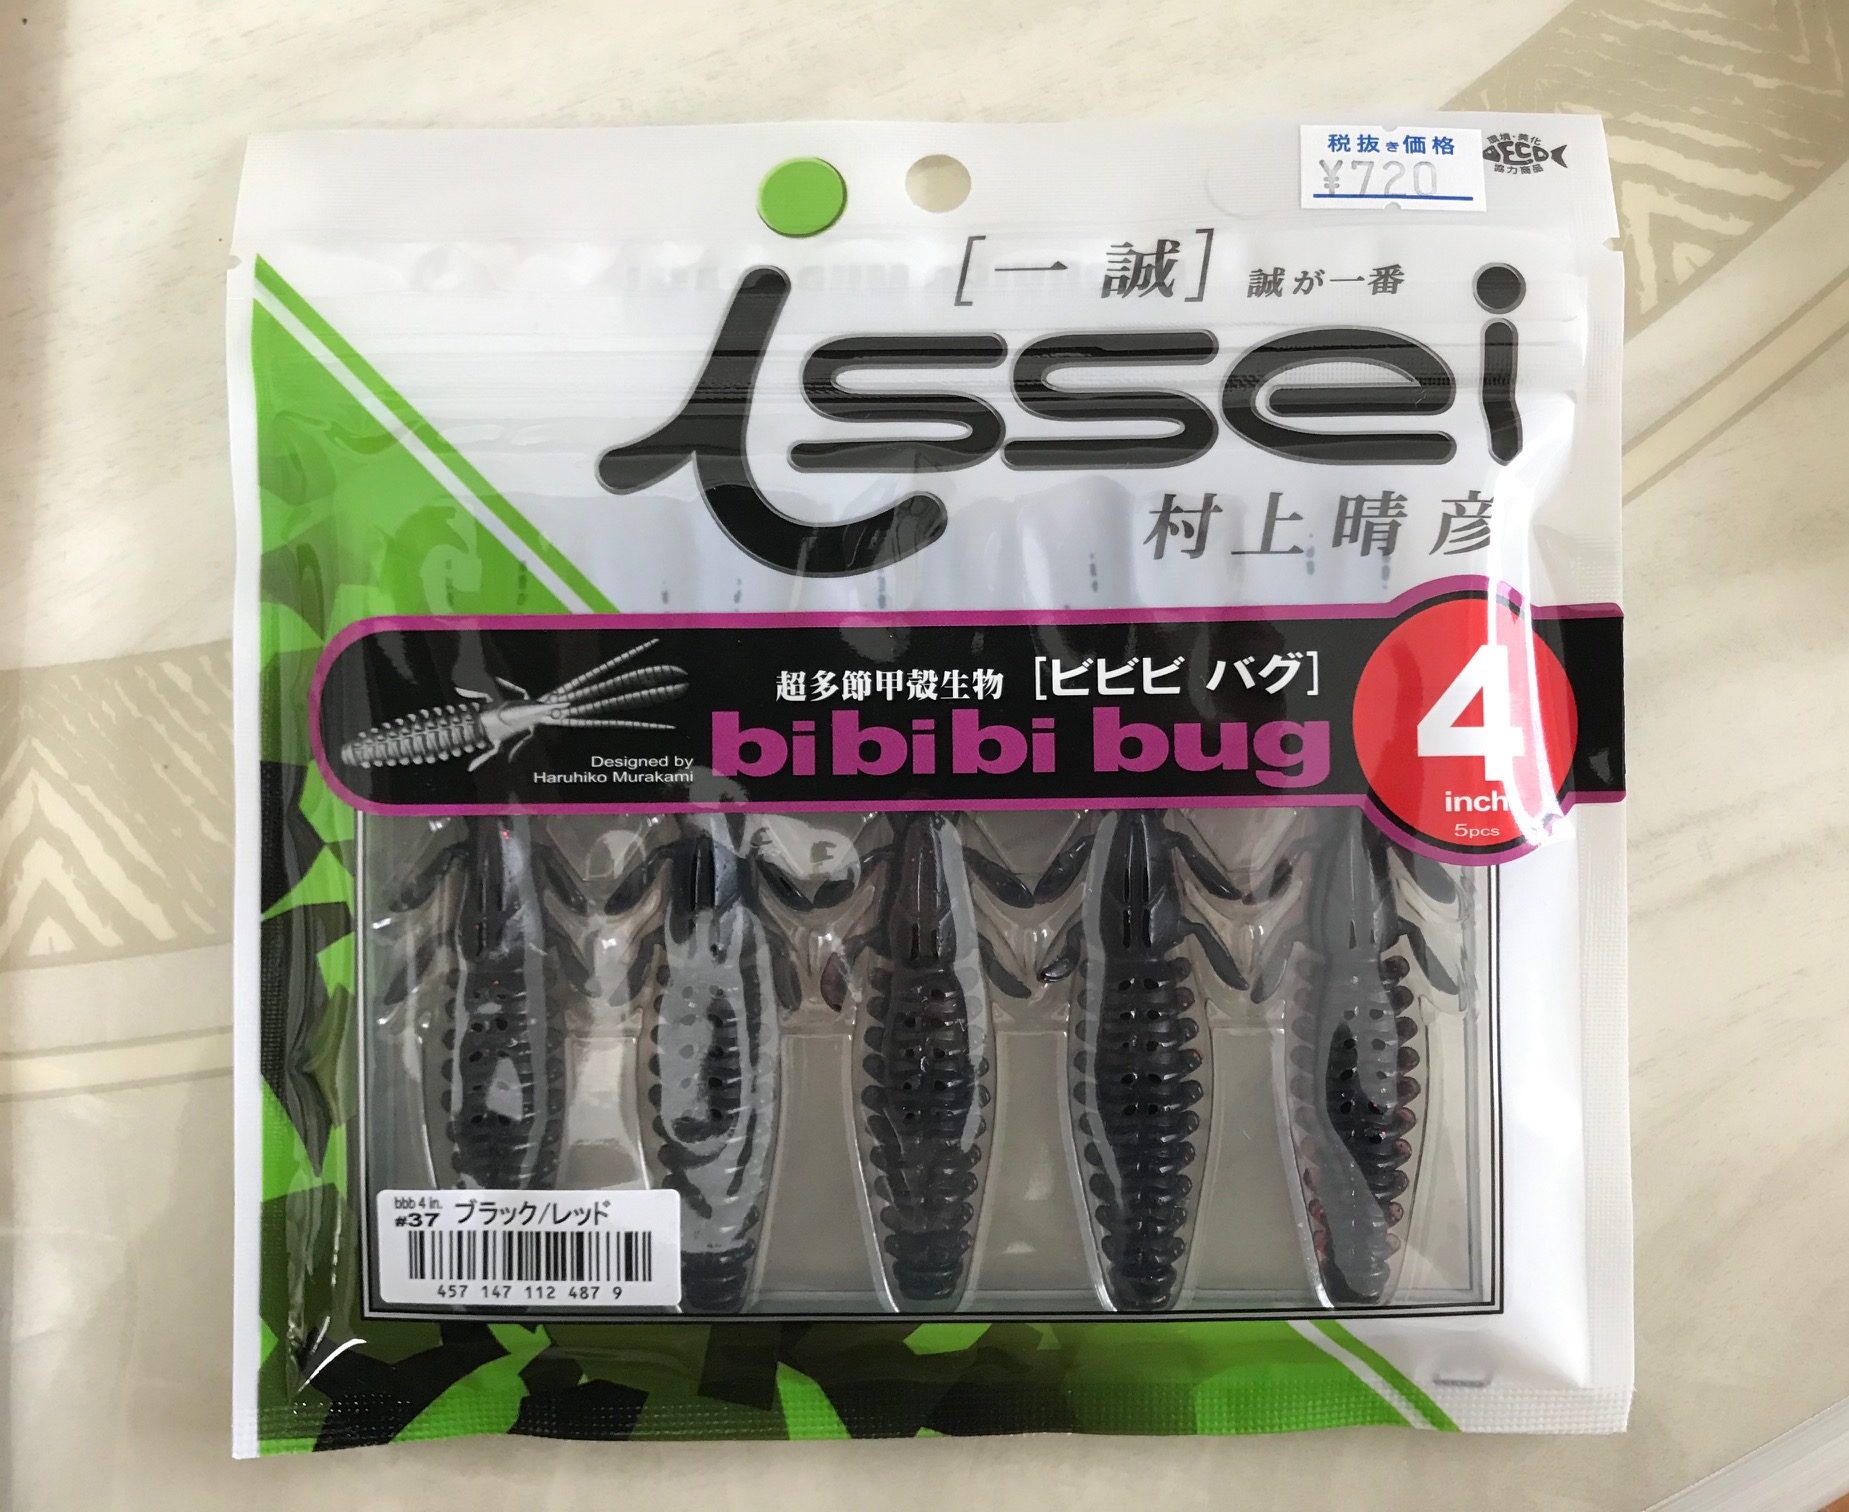 税抜き価格
¥720
環境・美化
ECO
協力商品
[一誠] 誠が一番
issei
村上晴彦
超多節甲殻生物 [ビビビ バグ]
bibibi bug
Designed by
Haruhiko Murakami
4
inch
5pcs
bbb 4 in.
#37 ブラック/レッド
457 147 112 487 9